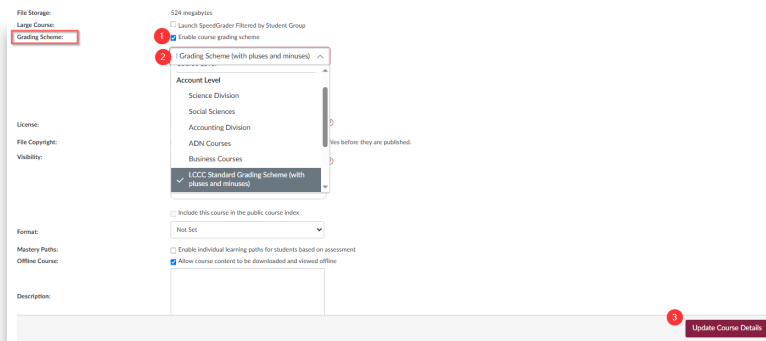 File Storage: 524 megabytes
Large Course: Launch SpeedGrader Filtered by Student Group
Grading Scheme: 1 Enable course grading scheme
2 Grading Scheme (with pluses and minuses)
Account Level
Science Division
Social Sciences
Accounting Division
License:
ADN Courses
File Copyright: before they are published.
Visibility: Business Courses
LCCC Standard Grading Scheme (with
pluses and minuses)
Include this course in the public course index
Format: Not Set
Mastery Paths: Enable individual learning paths for students based on assessment
Offline Course: Allow course content to be downloaded and viewed offline
Description:
3
Update Course Details